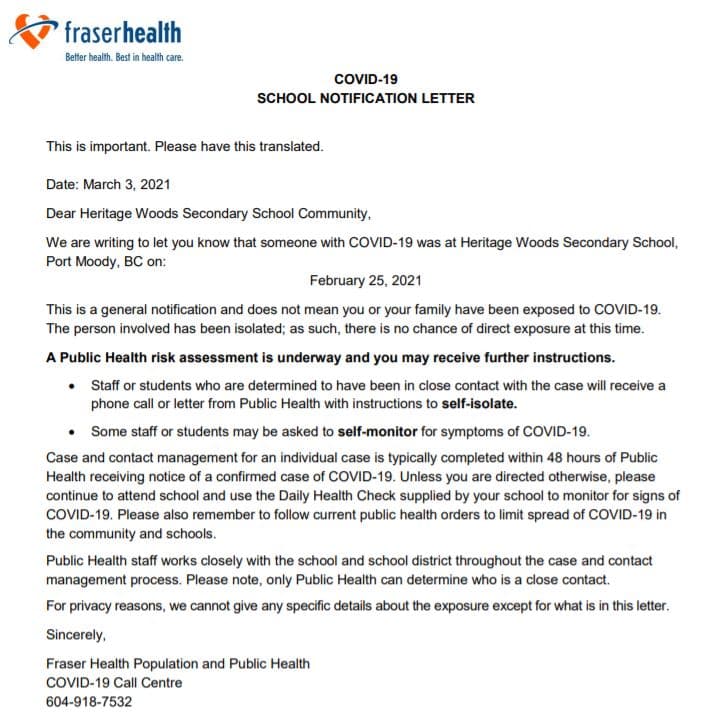 fraserhealth
Better health. Best in health care.
COVID-19
SCHOOL NOTIFICATION LETTER
This is important. Please have this translated.
Date: March 3, 2021
Dear Heritage Woods Secondary School Community,
We are writing to let you know that someone with COVID-19 was at Heritage Woods Secondary School,
Port Moody, BC on:
February 25, 2021
This is a general notification and does not mean you or your family have been exposed to COVID-19.
The person involved has been isolated; as such, there is no chance of direct exposure at this time.
A Public Health risk assessment is underway and you may receive further instructions.
• Staff or students who are determined to have been in close contact with the case will receive a
phone call or letter from Public Health with instructions to self-isolate.
• Some staff or students may be asked to self-monitor for symptoms of COVID-19.
Case and contact management for an individual case is typically completed within 48 hours of Public
Health receiving notice of a confirmed case of COVID-19. Unless you are directed otherwise, please
continue to attend school and use the Daily Health Check supplied by your school to monitor for signs of
COVID-19. Please also remember to follow current public health orders to limit spread of COVID-19 in
the community and schools.
Public Health staff works closely with the school and school district throughout the case and contact
management process. Please note, only Public Health can determine who is a close contact.
For privacy reasons, we cannot give any specific details about the exposure except for what is in this letter.
Sincerely,
Fraser Health Population and Public Health
COVID-19 Call Centre
604-918-7532